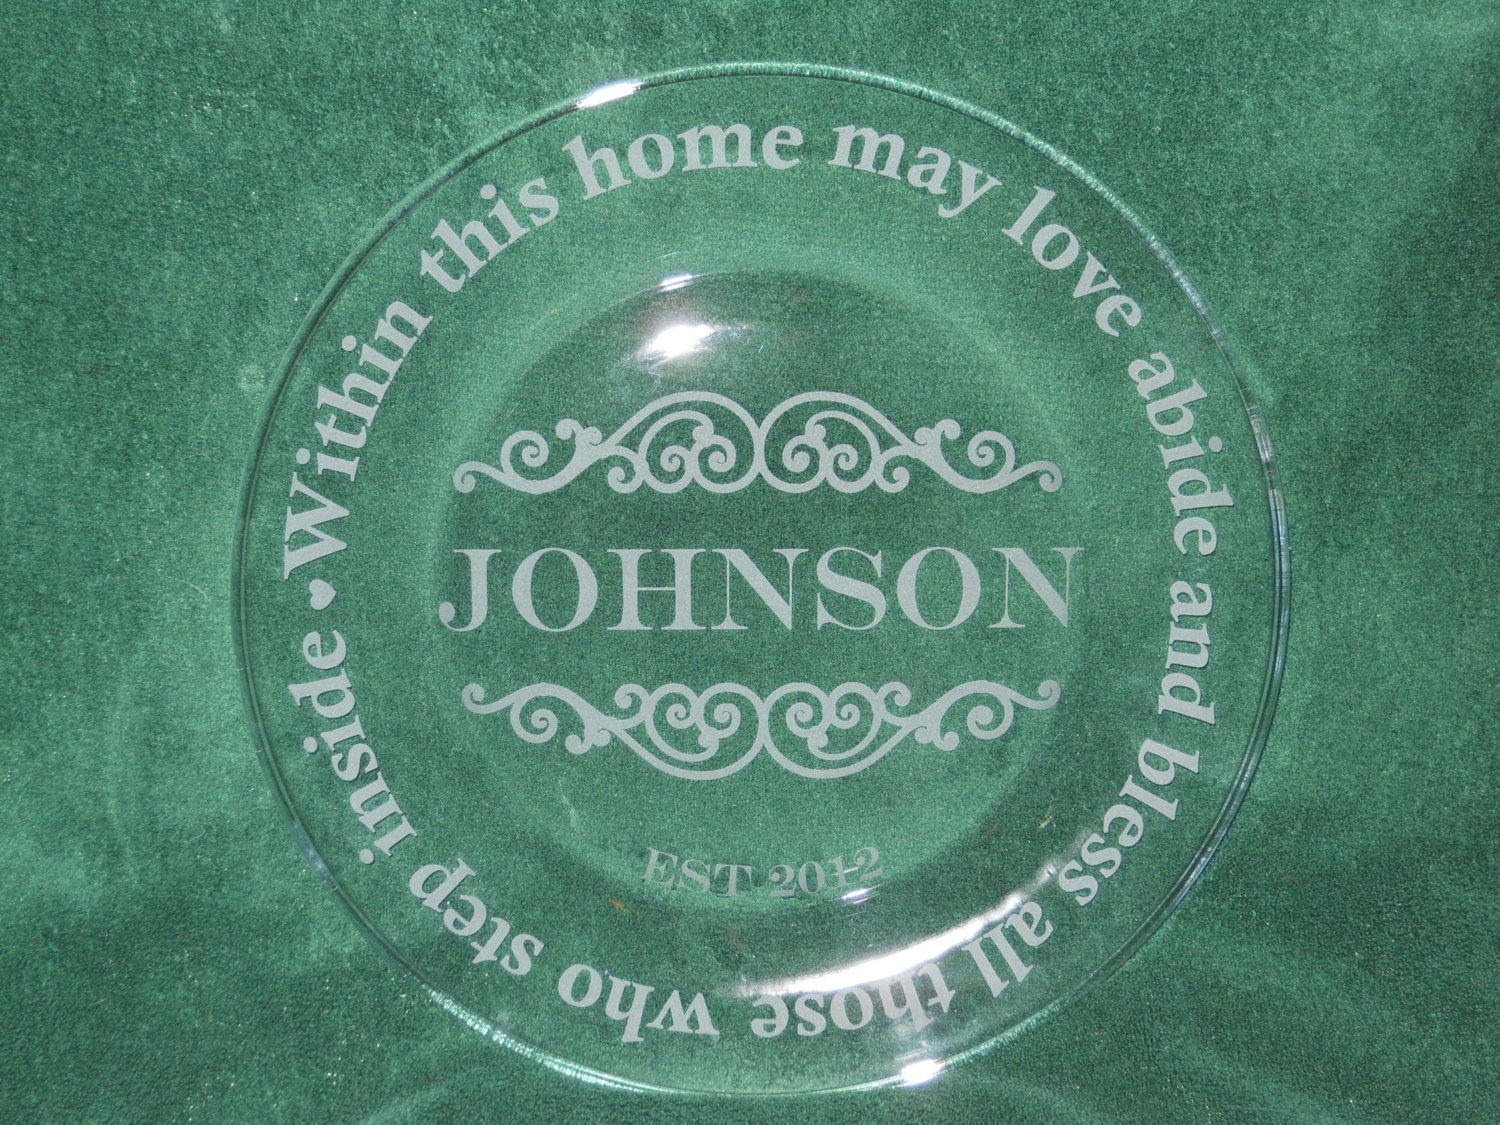 Within this home may love abide and bless all those who step inside ♥
JOHNSON
EST 2012